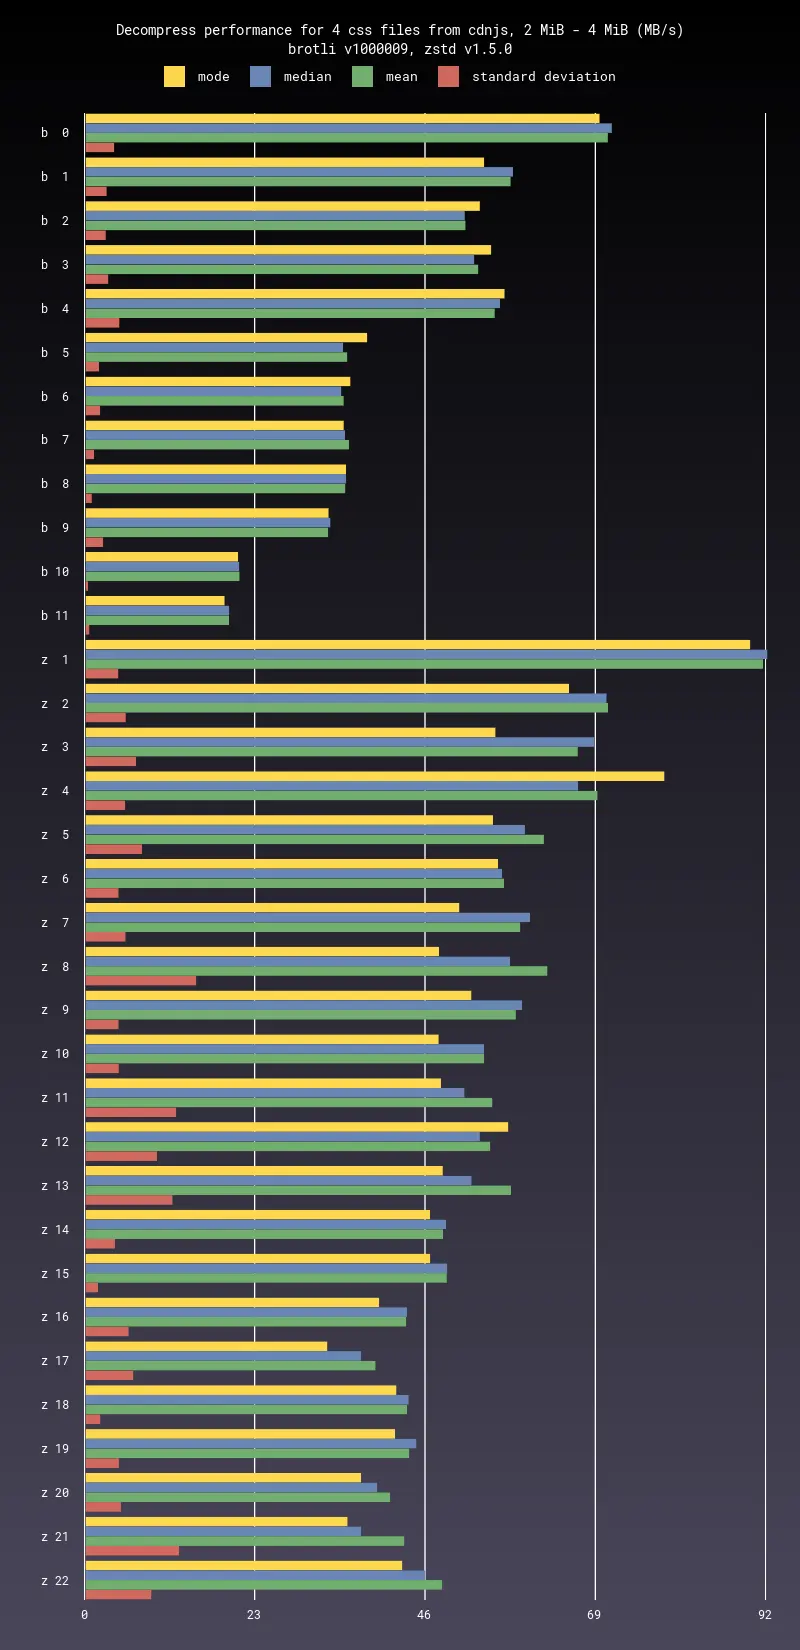 Decompress performance for 4 css files from cdnjs, 2 MiB - 4 MiB (MB/s)
brotli v1000009, zstd v1.5.0
mode median mean standard deviation
b 0
b 1
b 2
b 3
b 4
b 5
b 6
b 7
b 8
b 9
b 10
b 11
z 1
z 2
z 3
z 4
z 5
z 6
z 7
z 8
z 9
z 10
z 11
z 12
z 13
z 14
z 15
z 16
z 17
z 18
z 19
z 20
z 21
z 22
0 23 46 69 92